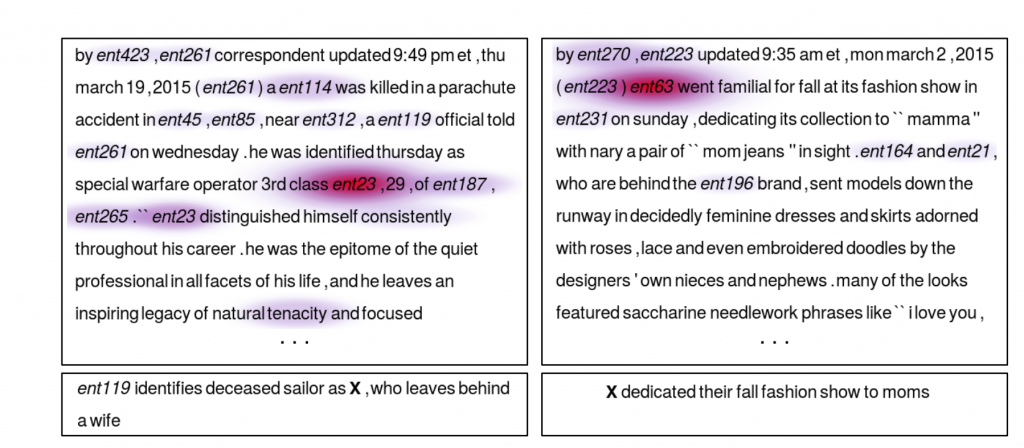 by ent423 ,ent261 correspondent updated 9:49 pm et ,thu
march 19 ,2015 ( ent261 ) a ent114 was killed in a parachute
accident in ent45 ,ent85 ,near ent312 ,a ent119 official told
ent261 on wednesday .he was identified thursday as
special warfare operator 3rd class ent23 ,29 ,of ent187 ,
ent265 .`` ent23 distinguished himself consistently
throughout his career .he was the epitome of the quiet
professional in all facets of his life ,and he leaves an
inspiring legacy of natural tenacity and focused
. . .
ent119 identifies deceased sailor as X ,who leaves behind
a wife
by ent270 ,ent223 updated 9:35 am et ,mon march 2 ,2015
( ent223 ) ent63 went familial for fall at its fashion show in
ent231 on sunday ,dedicating its collection to `` mamma ''
with nary a pair of `` mom jeans '' in sight .ent164 and ent21 ,
who are behind the ent196 brand ,sent models down the
runway in decidedly feminine dresses and skirts adorned
with roses ,lace and even embroidered doodles by the
designers ' own nieces and nephews .many of the looks
featured saccharine needlework phrases like `` i love you ,
. . .
X dedicated their fall fashion show to moms